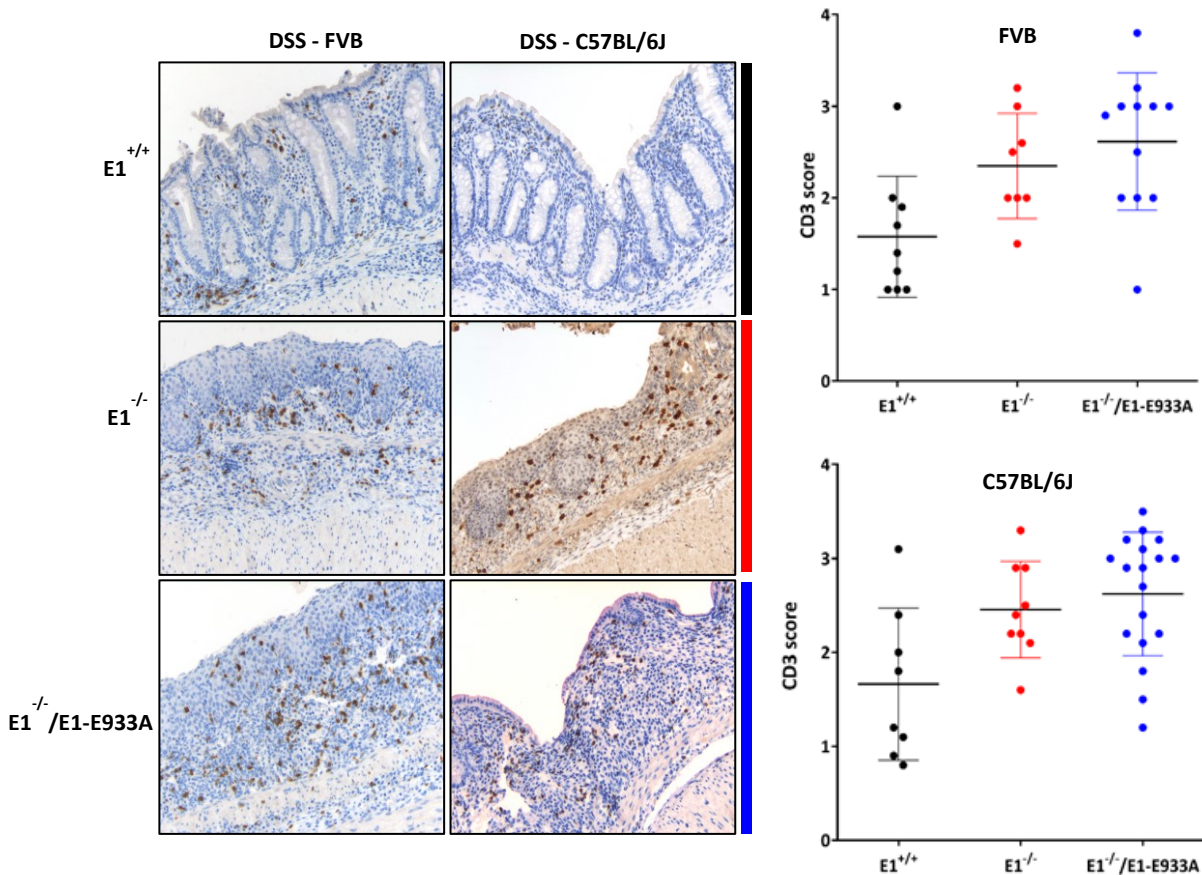 DSS - FVB
DSS - C57BL/6J
E1+/+
E1-/-
E1-/-/E1-E933A
FVB
CD3 score
4
3
2
1
0
E1+/+
E1-/-
E1-/-/E1-E933A
C57BL/6J
CD3 score
4
3
2
1
0
E1+/+
E1-/-
E1-/-/E1-E933A